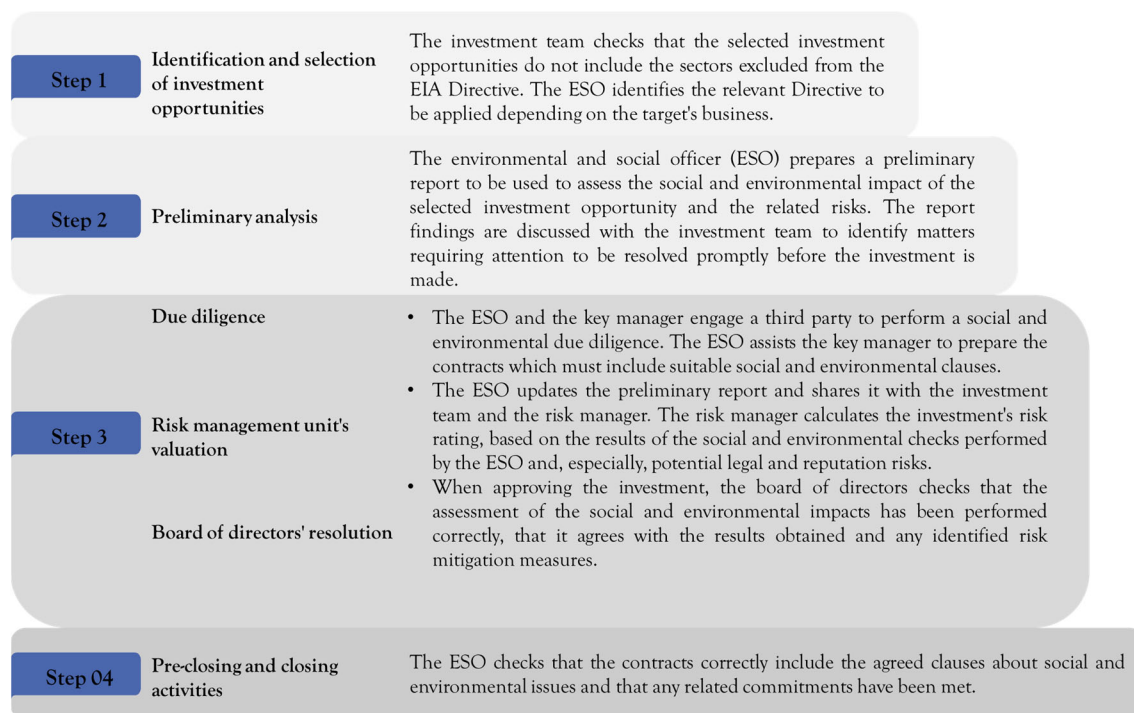 Step 1
Identification and selection
of investment
opportunities
The investment team checks that the selected investment
opportunities do not include the sectors excluded from the
EIA Directive. The ESO identifies the relevant Directive to
be applied depending on the target's business.
Step 2
Preliminary analysis
The environmental and social officer (ESO) prepares a preliminary
report to be used to assess the social and environmental impact of the
selected investment opportunity and the related risks. The report
findings are discussed with the investment team to identify matters
requiring attention to be resolved promptly before the investment is
made.
Step 3
Due diligence
• The ESO and the key manager engage a third party to perform a social and
environmental due diligence. The ESO assists the key manager to prepare the
contracts which must include suitable social and environmental clauses.
Risk management unit's
valuation
• The ESO updates the preliminary report and shares it with the investment
team and the risk manager. The risk manager calculates the investment's risk
rating, based on the results of the social and environmental checks performed
by the ESO and, especially, potential legal and reputation risks.
Board of directors' resolution
• When approving the investment, the board of directors checks that the
assessment of the social and environmental impacts has been performed
correctly, that it agrees with the results obtained and any identified risk
mitigation measures.
Step 04
Pre-closing and closing
activities
The ESO checks that the contracts correctly include the agreed clauses about social and
environmental issues and that any related commitments have been met.